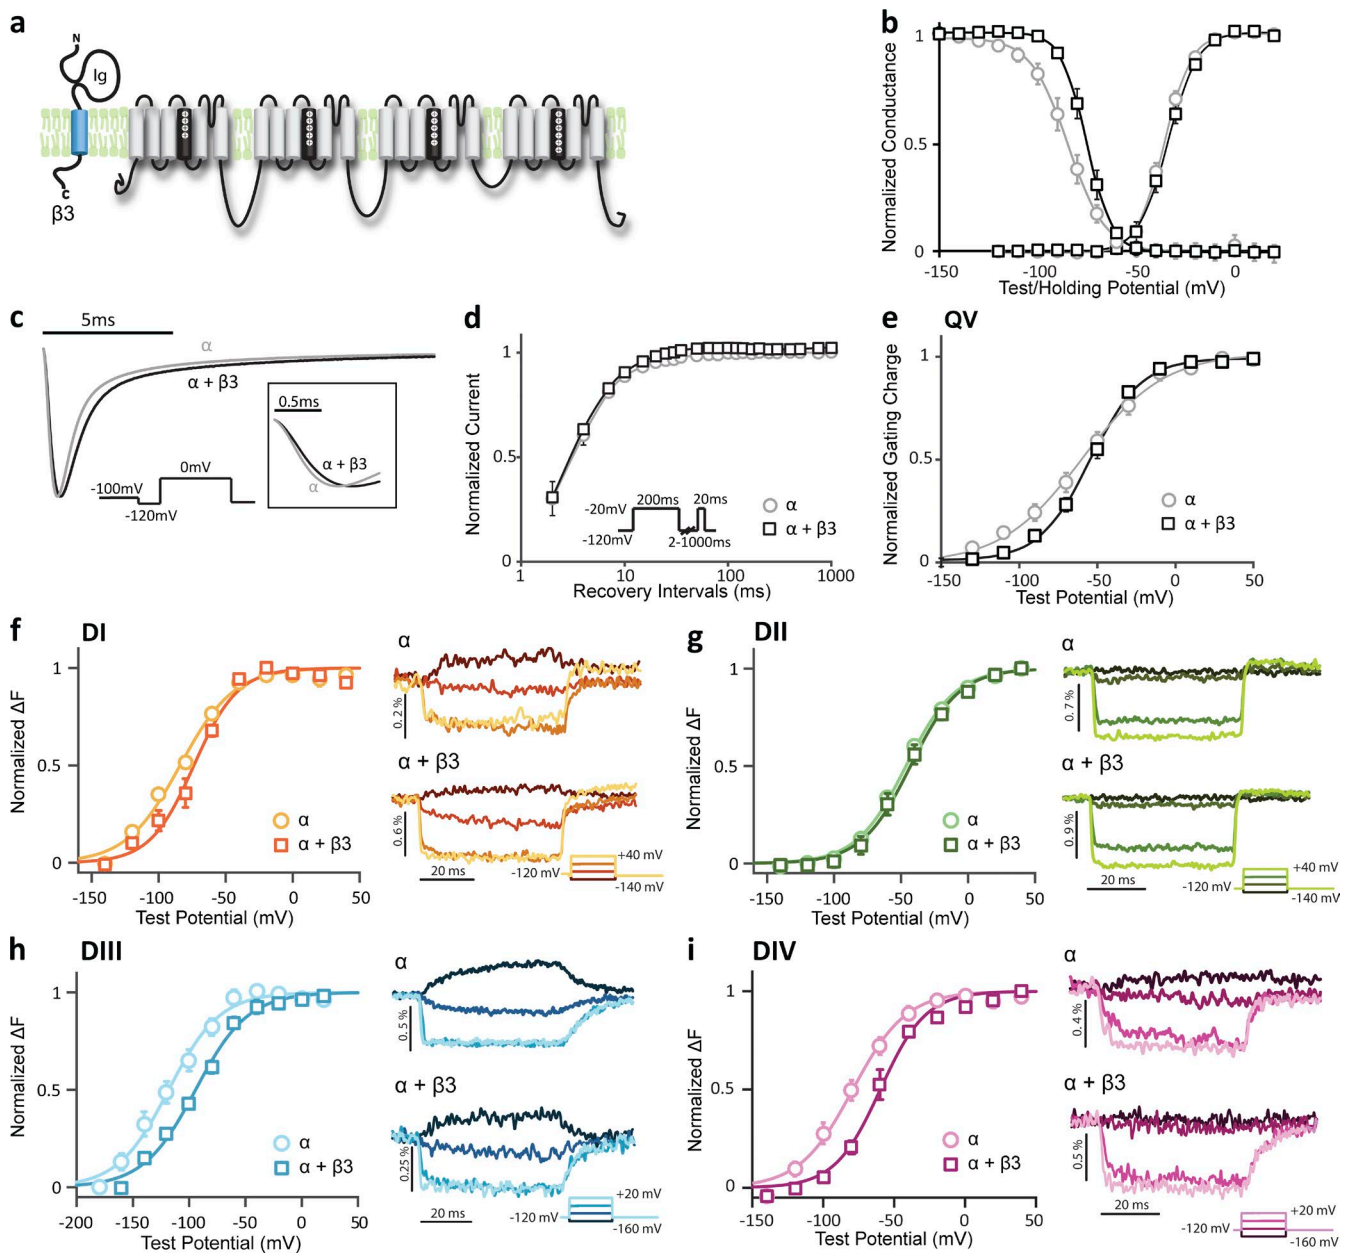 a
N
Ig
C
β3
b
Normalized Conductance
1
0.5
0
-150
-100
-50
0
Test/Holding Potential (mV)
c
5ms
α
α + β3
0.5ms
α + β3
α
0mV
-100mV
-120mV
d
Normalized Current
1
0.5
0
1
10
100
1000
Recovery Intervals (ms)
200ms
20ms
-20mV
-120mV
2-1000ms
α
α + β3
e
QV
Normalized Gating Charge
1
0.5
0
-150
-100
-50
0
50
Test Potential (mV)
α
α + β3
f
DI
Normalized ΔF
1
0.5
0
-150
-100
-50
0
50
Test Potential (mV)
α
α + β3
α
0.2 %
α + β3
0.6 %
20 ms
+40 mV
-120 mV
-140 mV
g
DII
Normalized ΔF
1
0.5
0
-150
-100
-50
0
50
Test Potential (mV)
α
α + β3
α
0.7 %
α + β3
0.9 %
20 ms
+40 mV
-120 mV
-140 mV
h
DIII
Normalized ΔF
1
0.5
0
-200
-150
-100
-50
0
50
Test Potential (mV)
α
α + β3
α
0.5 %
α + β3
0.25 %
20 ms
+20 mV
-120 mV
-160 mV
i
DIV
Normalized ΔF
1
0.5
0
-150
-100
-50
0
50
Test Potential (mV)
α
α + β3
α
0.4 %
α + β3
0.5 %
20 ms
+20 mV
-120 mV
-160 mV